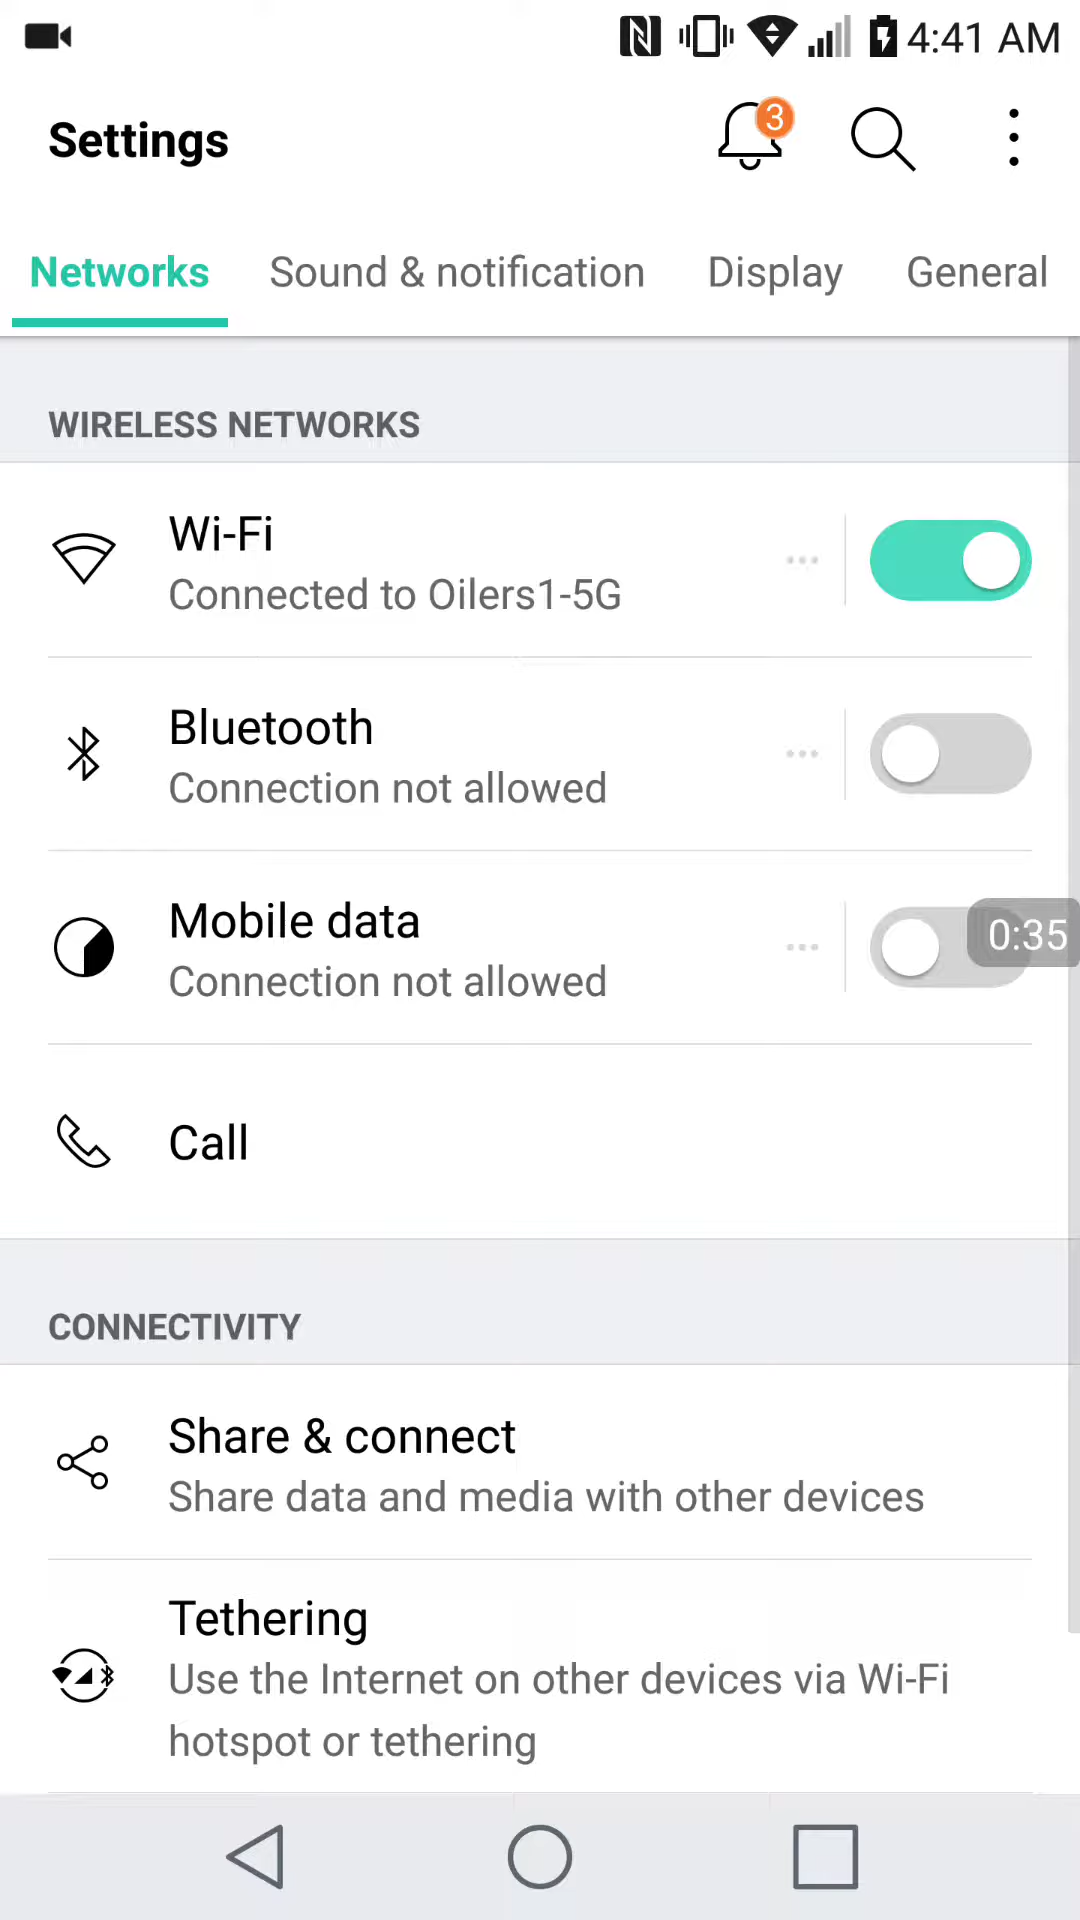 4:41 AM
Settings
3
Networks
Sound & notification
Display
General
WIRELESS NETWORKS
Wi-Fi
Connected to Oilers1-5G
Bluetooth
Connection not allowed
Mobile data
Connection not allowed
0:35
Call
CONNECTIVITY
Share & connect
Share data and media with other devices
Tethering
Use the Internet on other devices via Wi-Fi
hotspot or tethering